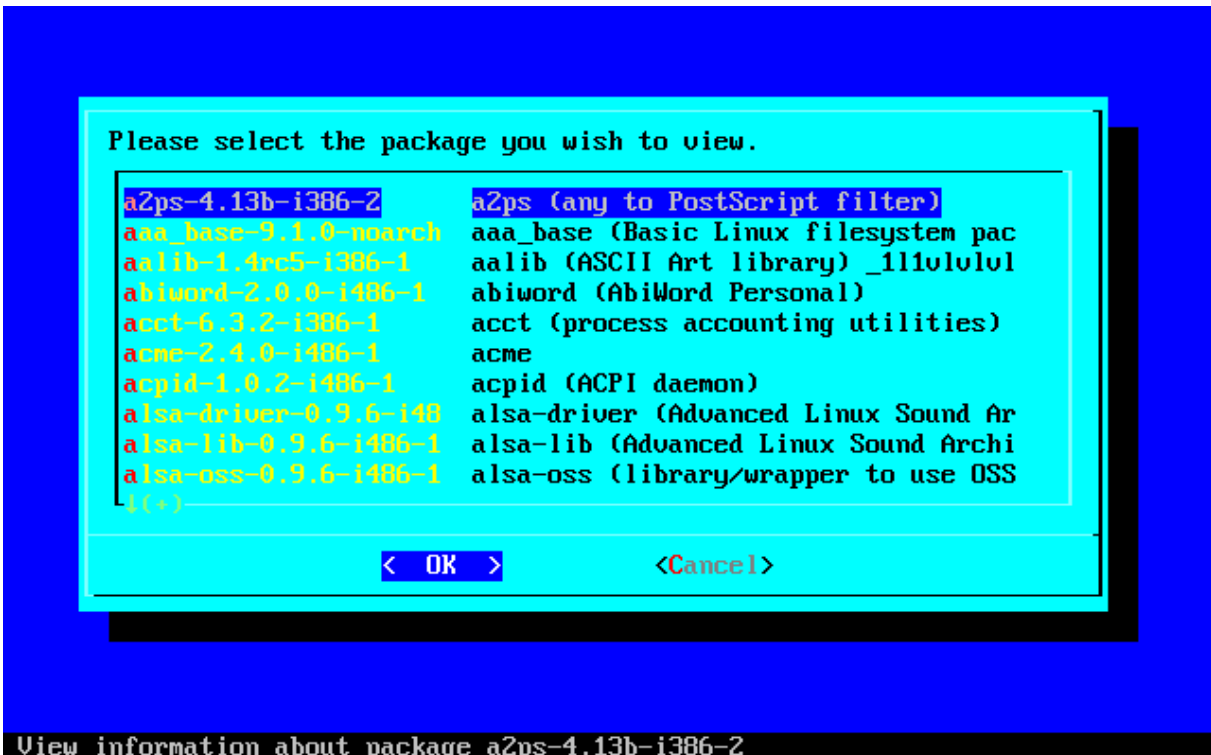 Please select the package you wish to view.
a2ps-4.13b-i386-2 a2ps (any to PostScript filter)
aaa_base-9.1.0-noarch aaa_base (Basic Linux filesystem pac
aalib-1.4rc5-i386-1 aalib (ASCII Art library) _1l1vlvlvl
abiword-2.0.0-i486-1 abiword (AbiWord Personal)
acct-6.3.2-i386-1 acct (process accounting utilities)
acme-2.4.0-i486-1 acme
acpid-1.0.2-i486-1 acpid (ACPI daemon)
alsa-driver-0.9.6-i48 alsa-driver (Advanced Linux Sound Ar
alsa-lib-0.9.6-i486-1 alsa-lib (Advanced Linux Sound Archi
alsa-oss-0.9.6-i486-1 alsa-oss (library/wrapper to use OSS
↓(+)
< OK > <Cancel>
View information about package a2ps-4.13b-i386-2